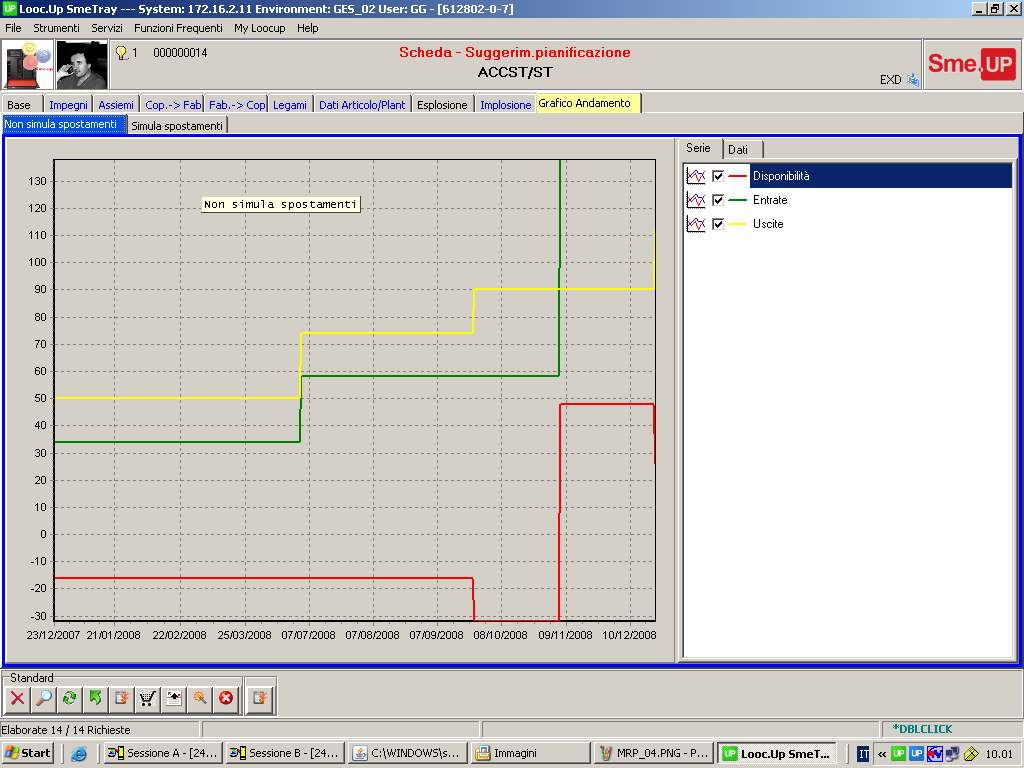 Looc.Up SmeTray --- System: 172.16.2.11 Environment: GES_02 User: GG - [612802-0-7]
File Strumenti Servizi Funzioni Frequenti My Loocup Help
1 000000014
Scheda - Suggerim.pianificazione
ACCST/ST
EXD
Sme.UP
Base Impegni Assiemi Cop.-> Fab Fab.-> Cop Legami Dati Articolo/Plant Esplosione Implosione Grafico Andamento
Non simula spostamenti Simula spostamenti
Serie Dati
Disponibilità
Entrate
Uscite
Non simula spostamenti
130
120
110
100
90
80
70
60
50
40
30
20
10
0
-10
-20
-30
23/12/2007 21/01/2008 22/02/2008 25/03/2008 07/07/2008 07/08/2008 07/09/2008 08/10/2008 09/11/2008 10/12/2008
Standard
Elaborate 14 / 14 Richieste
*DBLCLICK
Start Sessione A - [24... Sessione B - [24... C:\WINDOWS\s... Immagini MRP_04.PNG - P... UP Looc.Up SmeT... IT « UP UP 10.01